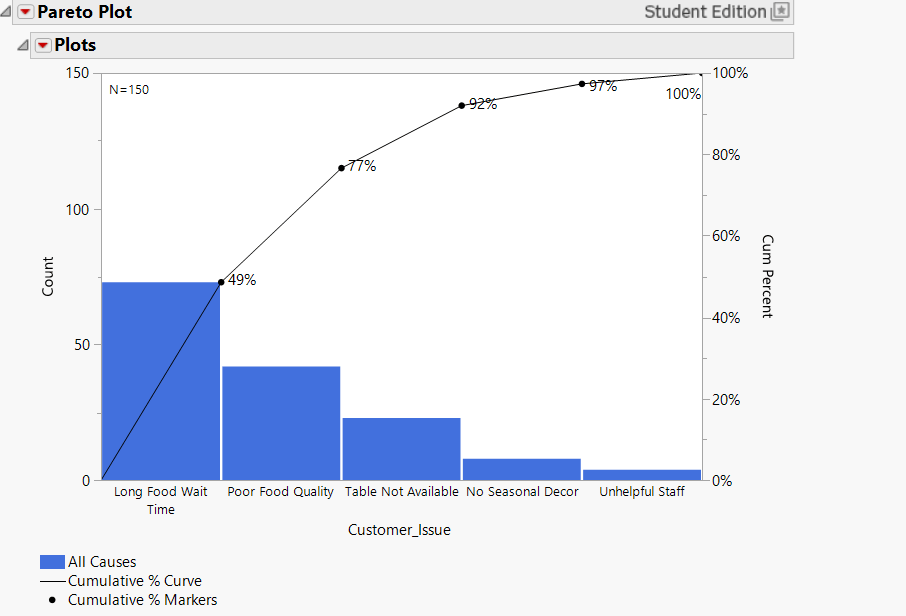 Pareto Plot
Student Edition
Plots
150
100
50
0
Count
N=150
49%
77%
92%
97%
100%
100%
80%
60%
40%
20%
0%
Cum Percent
Long Food Wait
Time
Poor Food Quality
Table Not Available
No Seasonal Decor
Unhelpful Staff
Customer_Issue
All Causes
Cumulative % Curve
Cumulative % Markers